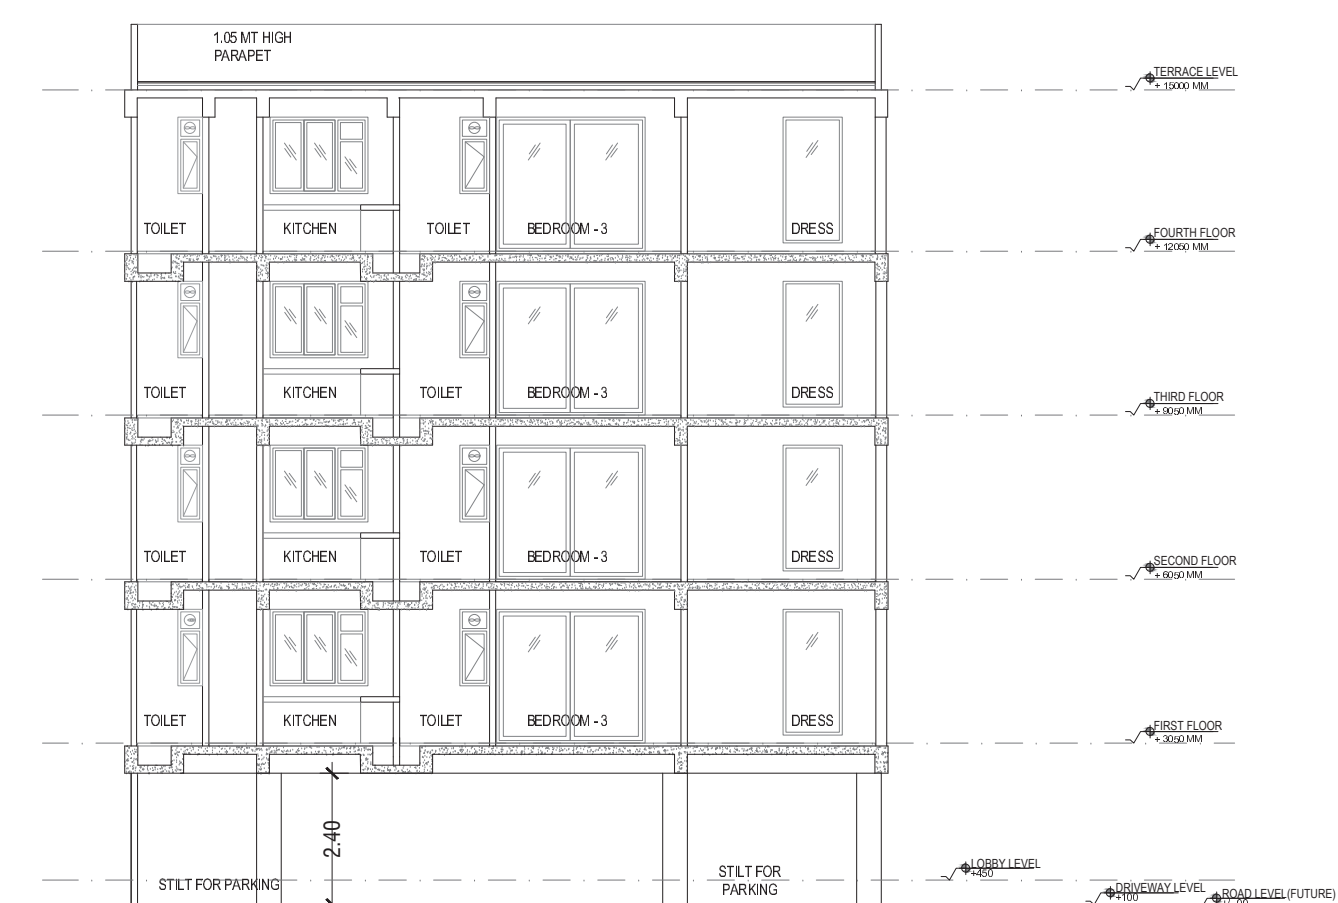 1.05 MT HIGH
PARAPET
TERRACE LEVEL
+ 15000 MM
TOILET KITCHEN TOILET BEDROOM - 3 DRESS
FOURTH FLOOR
+ 12050 MM
TOILET KITCHEN TOILET BEDROOM - 3 DRESS
THIRD FLOOR
+ 9050 MM
TOILET KITCHEN TOILET BEDROOM - 3 DRESS
SECOND FLOOR
+ 6050 MM
TOILET KITCHEN TOILET BEDROOM - 3 DRESS
FIRST FLOOR
+ 3050 MM
2.40
STILT FOR PARKING
STILT FOR
PARKING
LOBBY LEVEL
+450
DRIVEWAY LEVEL
+100
ROAD LEVEL(FUTURE)